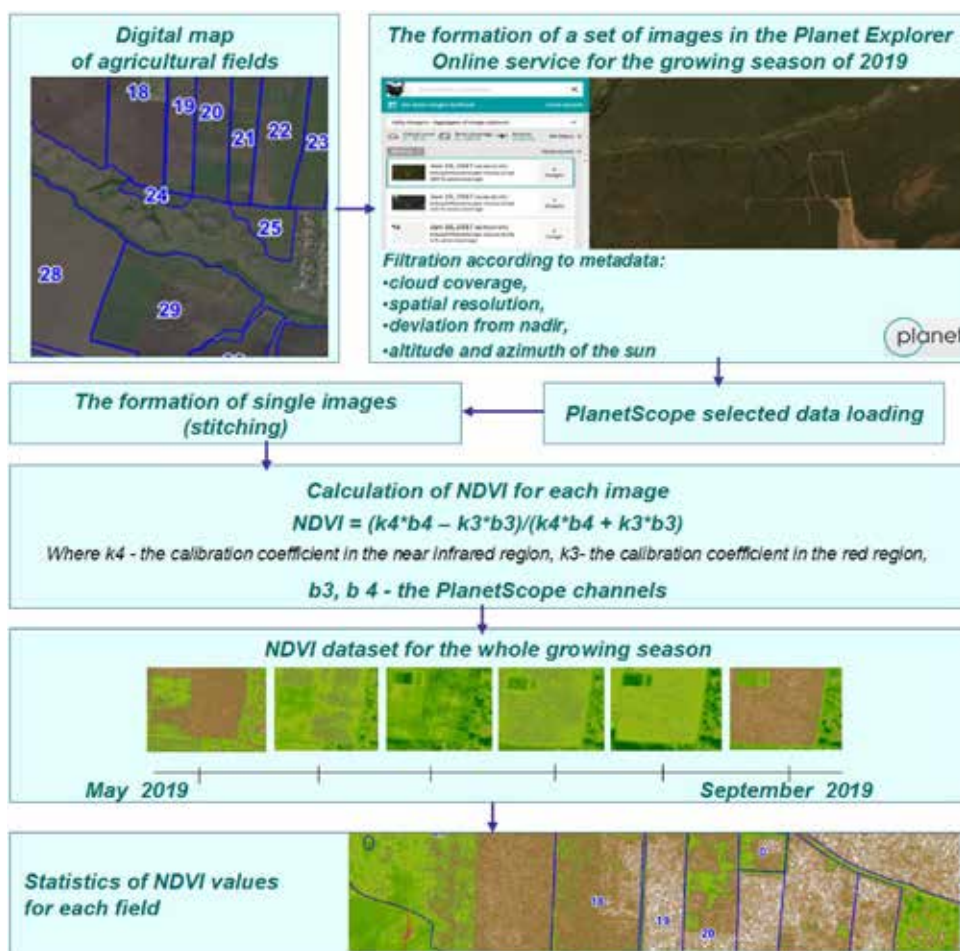 Digital map
of agricultural fields
18
19
20
21
22
23
24
25
28
29
The formation of a set of images in the Planet Explorer
Online service for the growing season of 2019
Filtration according to metadata:
•cloud coverage,
•spatial resolution,
•deviation from nadir,
•altitude and azimuth of the sun
planet
The formation of single images
(stitching)
PlanetScope selected data loading
Calculation of NDVI for each image
NDVI = (k4*b4 – k3*b3)/(k4*b4 + k3*b3)
Where k4 - the calibration coefficient in the near infrared region, k3- the calibration coefficient in the red region,
b3, b 4 - the PlanetScope channels
NDVI dataset for the whole growing season
May 2019
September 2019
Statistics of NDVI values
for each field
18
19
20